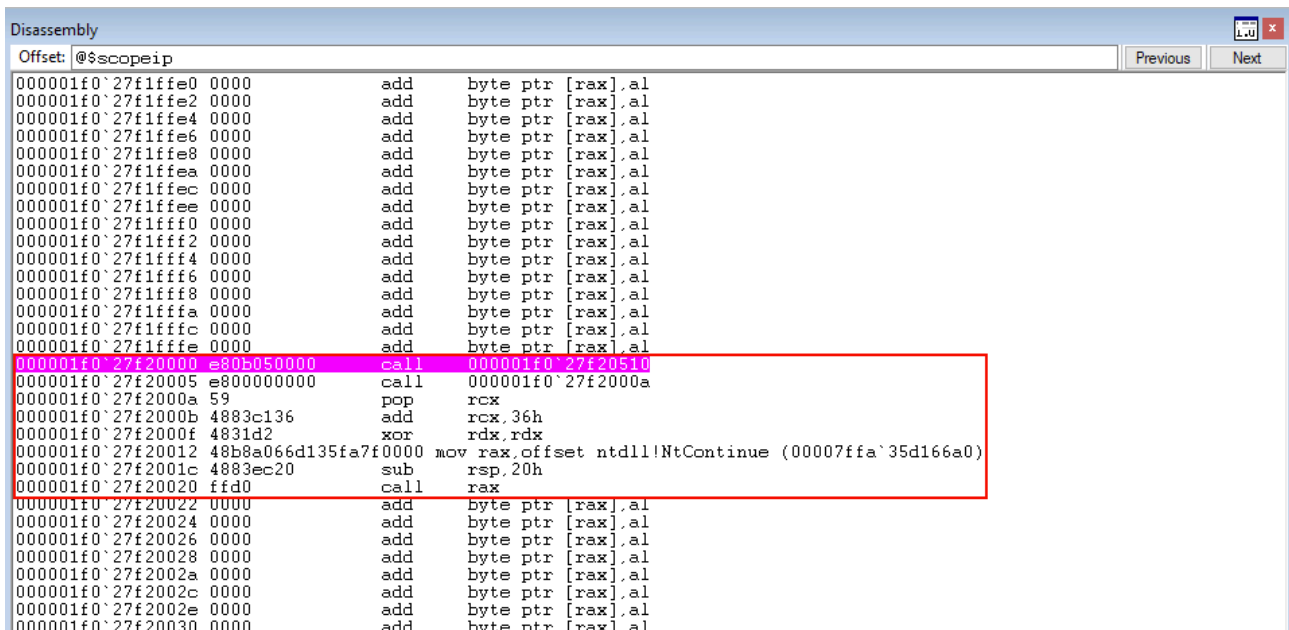 Disassembly
Offset: @$scopeip Previous Next
000001f0`27f1ffe0 0000 add byte ptr [rax],al
000001f0`27f1ffe2 0000 add byte ptr [rax],al
000001f0`27f1ffe4 0000 add byte ptr [rax],al
000001f0`27f1ffe6 0000 add byte ptr [rax],al
000001f0`27f1ffe8 0000 add byte ptr [rax],al
000001f0`27f1ffea 0000 add byte ptr [rax],al
000001f0`27f1ffec 0000 add byte ptr [rax],al
000001f0`27f1ffee 0000 add byte ptr [rax],al
000001f0`27f1fff0 0000 add byte ptr [rax],al
000001f0`27f1fff2 0000 add byte ptr [rax],al
000001f0`27f1fff4 0000 add byte ptr [rax],al
000001f0`27f1fff6 0000 add byte ptr [rax],al
000001f0`27f1fff8 0000 add byte ptr [rax],al
000001f0`27f1fffa 0000 add byte ptr [rax],al
000001f0`27f1fffc 0000 add byte ptr [rax],al
000001f0`27f1fffe 0000 add byte ptr [rax],al
000001f0`27f20000 e80b050000 call 000001f0`27f20510
000001f0`27f20005 e800000000 call 000001f0`27f2000a
000001f0`27f2000a 59 pop rcx
000001f0`27f2000b 4883c136 add rcx,36h
000001f0`27f2000f 4831d2 xor rdx,rdx
000001f0`27f20012 48b8a066d135fa7f0000 mov rax,offset ntdll!NtContinue (00007ffa`35d166a0)
000001f0`27f2001c 4883ec20 sub rsp,20h
000001f0`27f20020 ffd0 call rax
000001f0`27f20022 0000 add byte ptr [rax],al
000001f0`27f20024 0000 add byte ptr [rax],al
000001f0`27f20026 0000 add byte ptr [rax],al
000001f0`27f20028 0000 add byte ptr [rax],al
000001f0`27f2002a 0000 add byte ptr [rax],al
000001f0`27f2002c 0000 add byte ptr [rax],al
000001f0`27f2002e 0000 add byte ptr [rax],al
000001f0`27f20030 0000 add byte ptr [rax],al